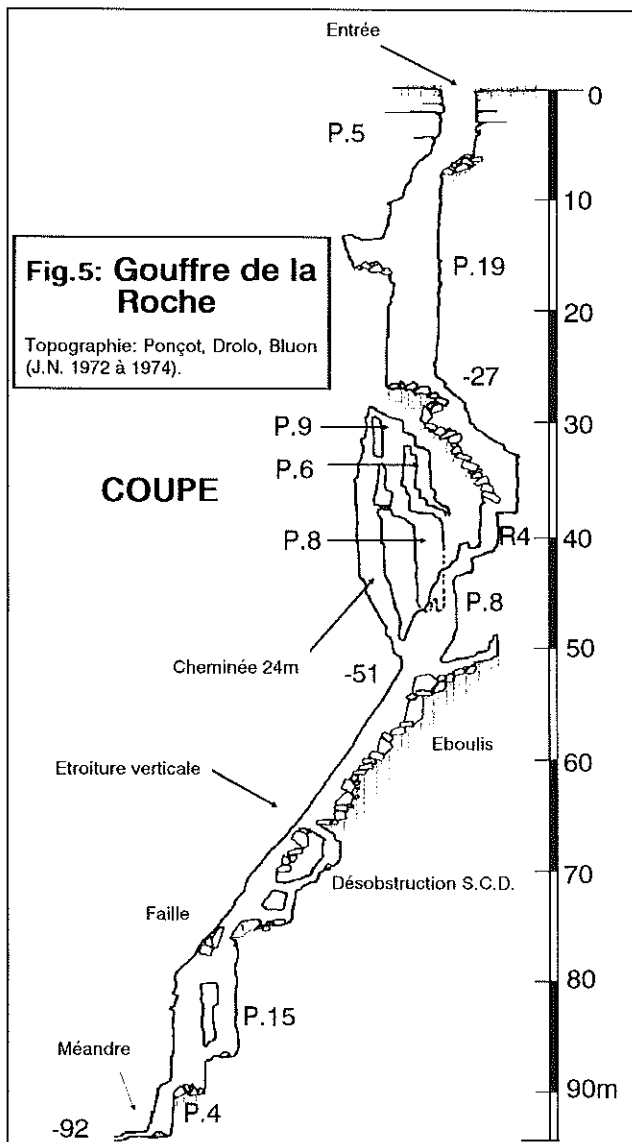 Entrée
0
P.5
10
Fig.5: Gouffre de la
Roche
Topographie: Ponçot, Drolo, Bluon
(J.N. 1972 à 1974).
P.19
20
-27
P.9
30
P.6
COUPE
P.8
R4
40
P.8
Cheminée 24m
-51
50
Eboulis
Etroiture verticale
60
Désobstruction S.C.D.
70
Faille
80
P.15
Méandre
90m
P.4
-92